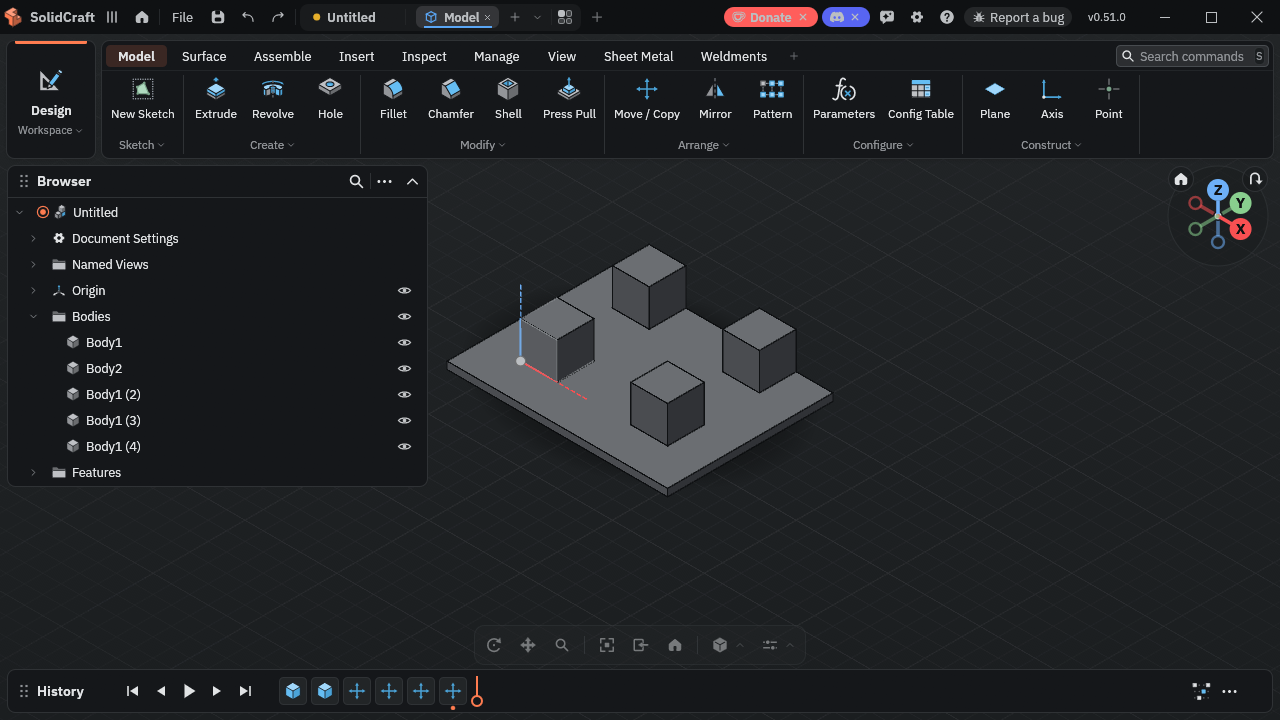 SolidCraft
File
Untitled
Model
Donate
Report a bug
v0.51.0
Design
Workspace
Model
Surface
Assemble
Insert
Inspect
Manage
View
Sheet Metal
Weldments
Search commands
S
New Sketch
Extrude
Revolve
Hole
Fillet
Chamfer
Shell
Press Pull
Move / Copy
Mirror
Pattern
Parameters
Config Table
Plane
Axis
Point
Sketch
Create
Modify
Arrange
Configure
Construct
Browser
Untitled
Document Settings
Named Views
Origin
Bodies
Body1
Body2
Body1 (2)
Body1 (3)
Body1 (4)
Features
Z
Y
X
History